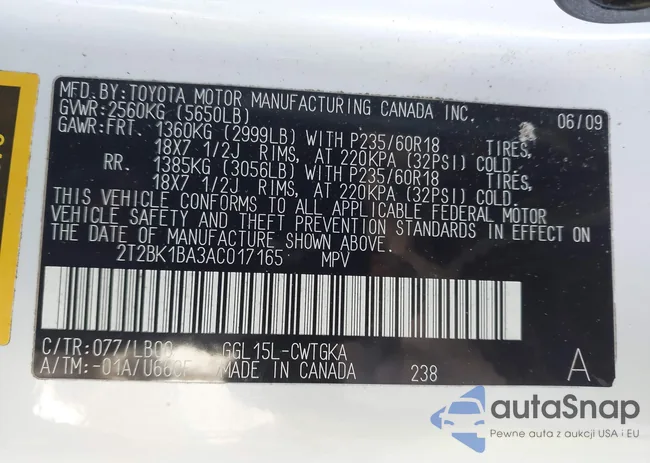 MFD. BY: TOYOTA MOTOR MANUFACTURING CANADA INC.
GVWR: 2560KG (5650LB) 06/09
GAWR: FRT. 1360KG (2999LB) WITH P235/60R18 TIRES,
18X7 1/2J RIMS, AT 220KPA (32PSI) COLD.
RR. 1385KG (3056LB) WITH P235/60R18 TIRES,
18X7 1/2J RIMS, AT 220KPA (32PSI) COLD.
THIS VEHICLE CONFORMS TO ALL APPLICABLE FEDERAL MOTOR
VEHICLE SAFETY AND THEFT PREVENTION STANDARDS IN EFFECT ON
THE DATE OF MANUFACTURE SHOWN ABOVE.
2T2BK1BA3AC017165 MPV
C/TR: 077/ GGL15L-CWTGKA
A/TM: -01A/ MADE IN CANADA 238 A
autaSnap
Pewne auta z aukcji USA i EU